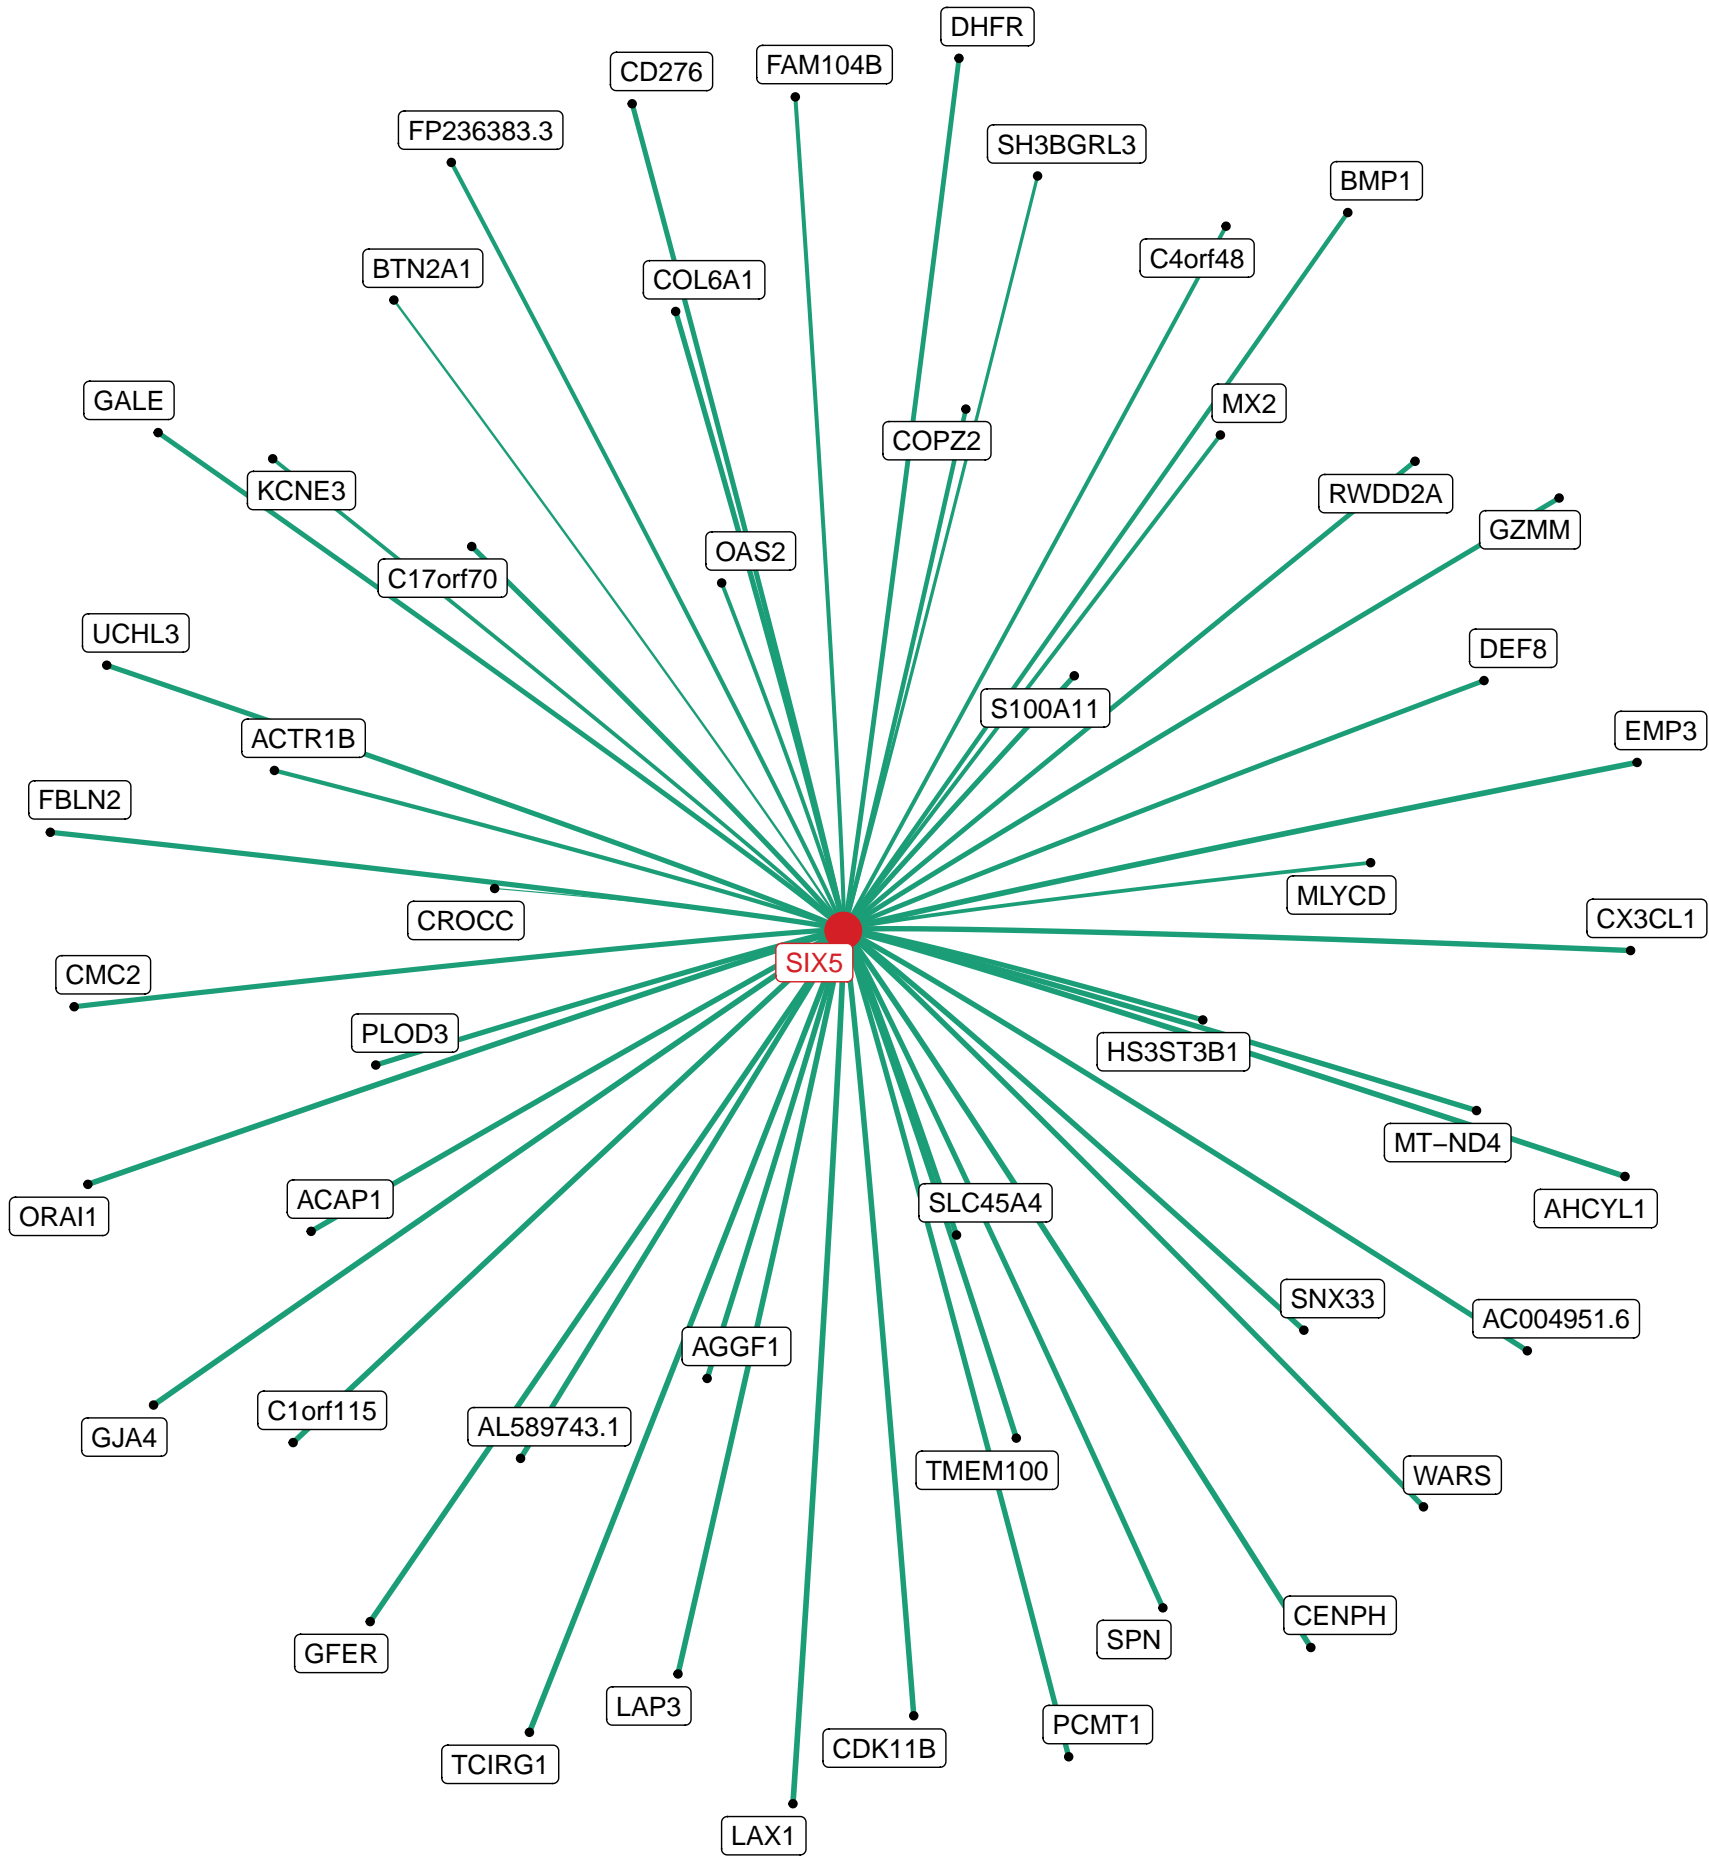 DHFR
FAM104B
CD276
FP236383.3
SH3BGRL3
BMP1
C4orf48
BTN2A1
COL6A1
GALE
MX2
COPZ2
KCNE3
RWDD2A
GZMM
OAS2
C17orf70
UCHL3
DEF8
S100A11
EMP3
ACTR1B
FBLN2
MLYCD
CROCC
CX3CL1
SIX5
CMC2
PLOD3
HS3ST3B1
MT–ND4
ACAP1
SLC45A4
AHCYL1
ORAI1
SNX33
AC004951.6
AGGF1
C1orf115
AL589743.1
GJA4
TMEM100
WARS
CENPH
SPN
GFER
LAP3
PCMT1
CDK11B
TCIRG1
LAX1